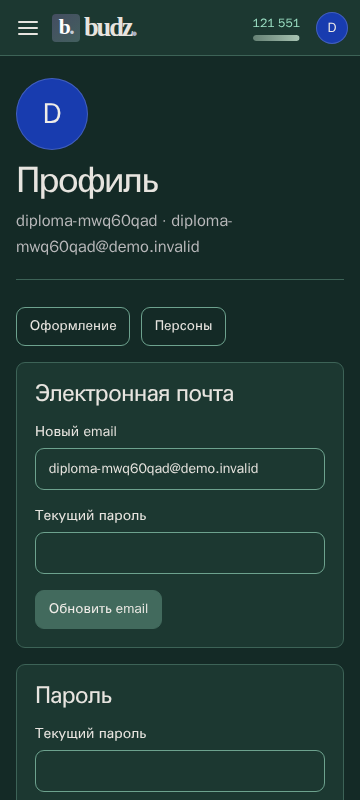 b. budz.
121 551
D
D
Профиль
diploma-mwq60qad · diploma-
mwq60qad@demo.invalid
Оформление
Персоны
Электронная почта
Новый email
diploma-mwq60qad@demo.invalid
Текущий пароль
Обновить email
Пароль
Текущий пароль